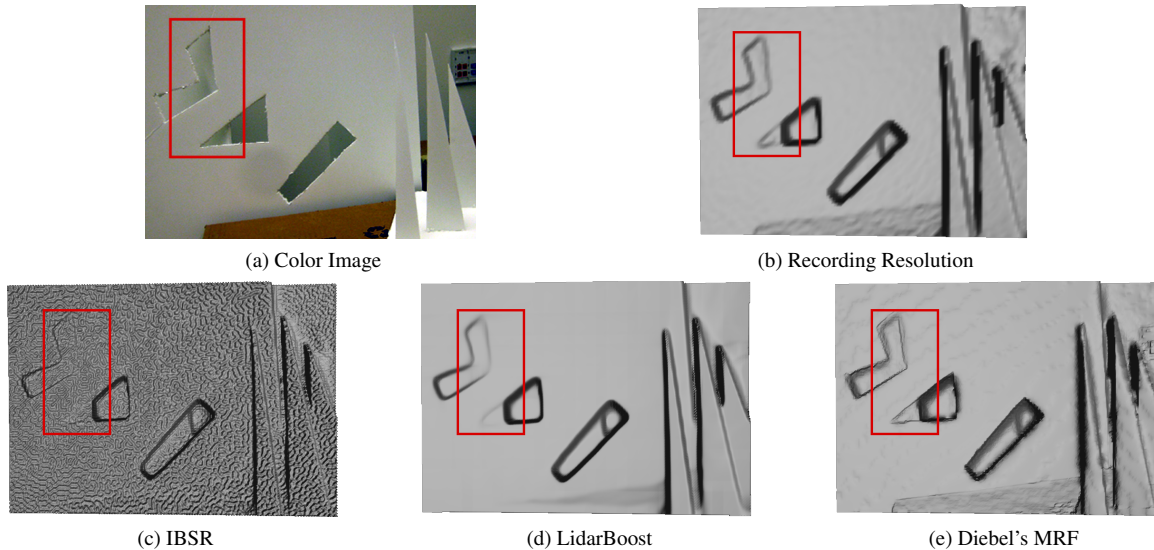 (a) Color Image
(b) Recording Resolution
(c) IBSR
(d) LidarBoost
(e) Diebel's MRF